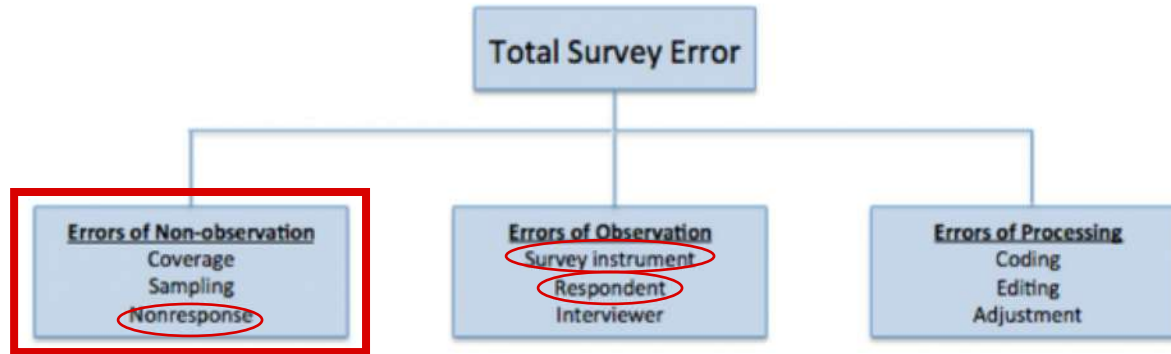 Total Survey Error
Errors of Non-observation
Coverage
Sampling
Nonresponse
Errors of Observation
Survey instrument
Respondent
Interviewer
Errors of Processing
Coding
Editing
Adjustment